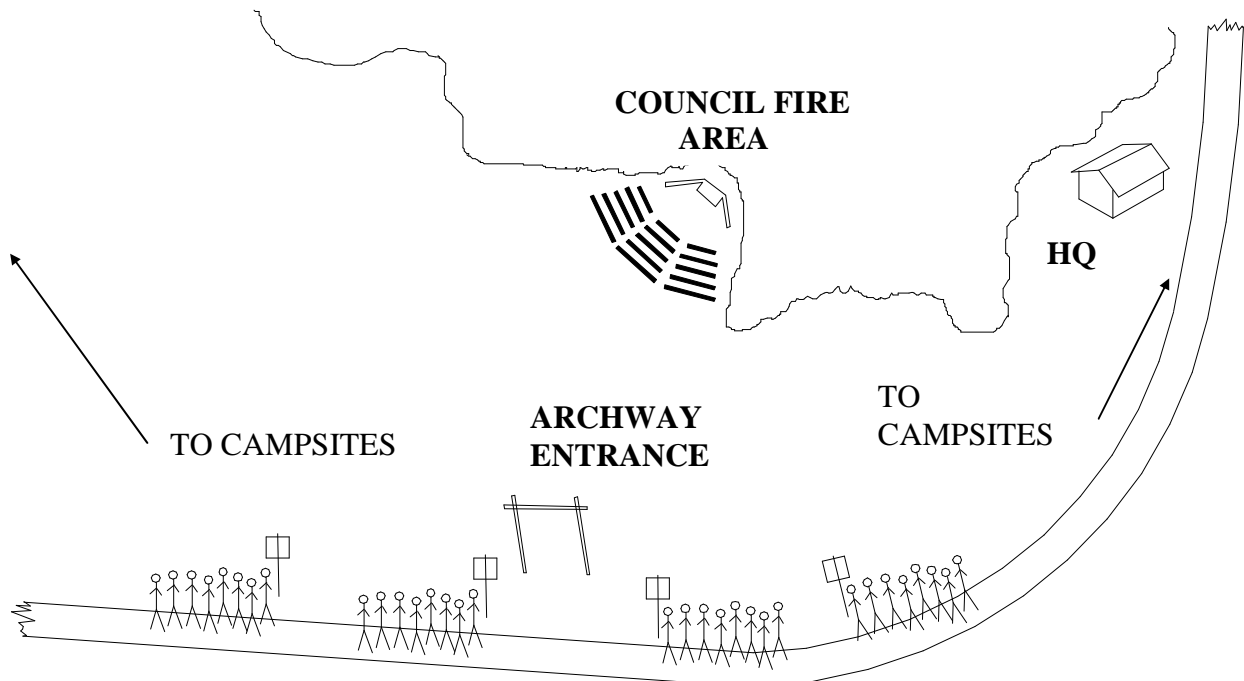 COUNCIL FIRE
AREA
HQ
TO
CAMPSITES
ARCHWAY
ENTRANCE
TO CAMPSITES